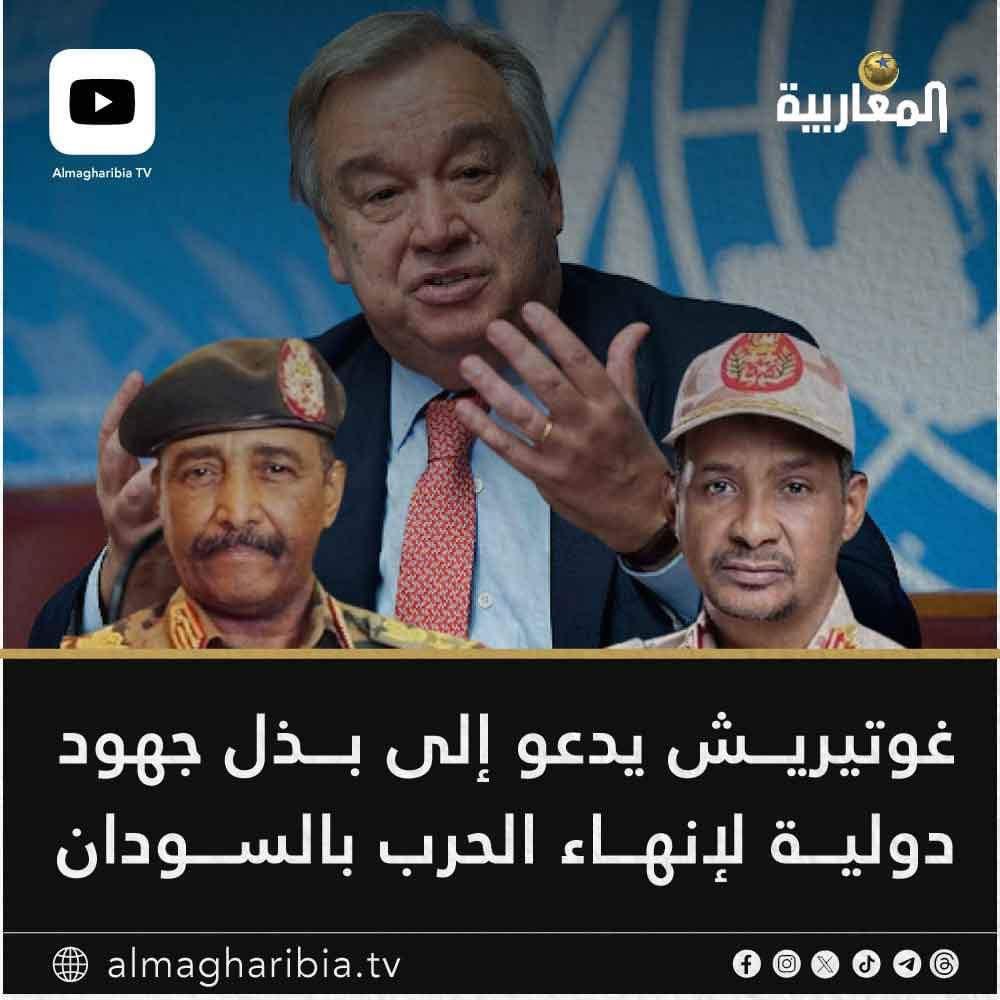 المغاربية
Almagharibia TV
غوتيريش يدعو إلى بذل جهود
دولية لإنهاء الحرب بالسودان
almagharibia.tv